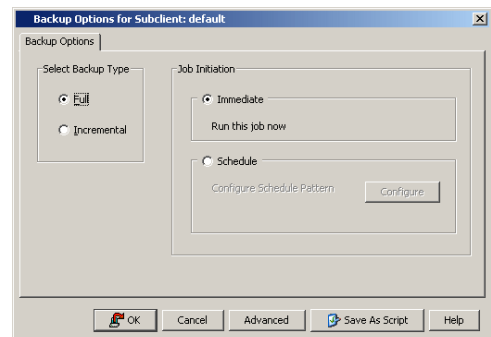 Backup Options for Subclient: default
Backup Options
Select Backup Type
Full
Incremental
Job Initiation
Immediate
Run this job now
Schedule
Configure Schedule Pattern
Configure
OK
Cancel
Advanced
Save As Script
Help